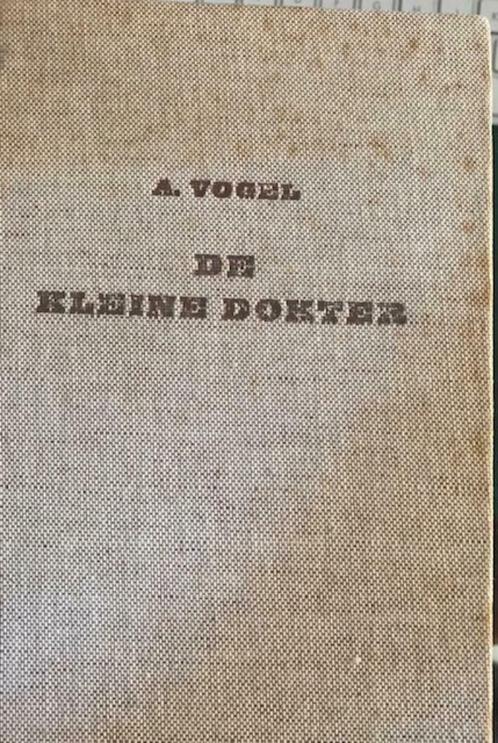 A. VOGEL
DE
KLEINE DOKTER